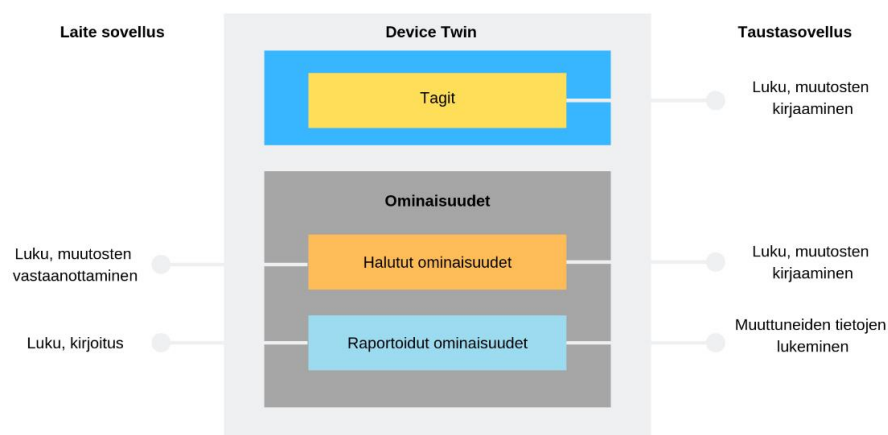 Laite sovellus
Device Twin
Taustasovellus
Tagit
Luku, muutosten
kirjaaminen
Ominaisuudet
Luku, muutosten
vastaanottaminen
Halutut ominaisuudet
Luku, muutosten
kirjaaminen
Luku, kirjoitus
Raportoidut ominaisuudet
Muuttuneiden tietojen
lukeminen